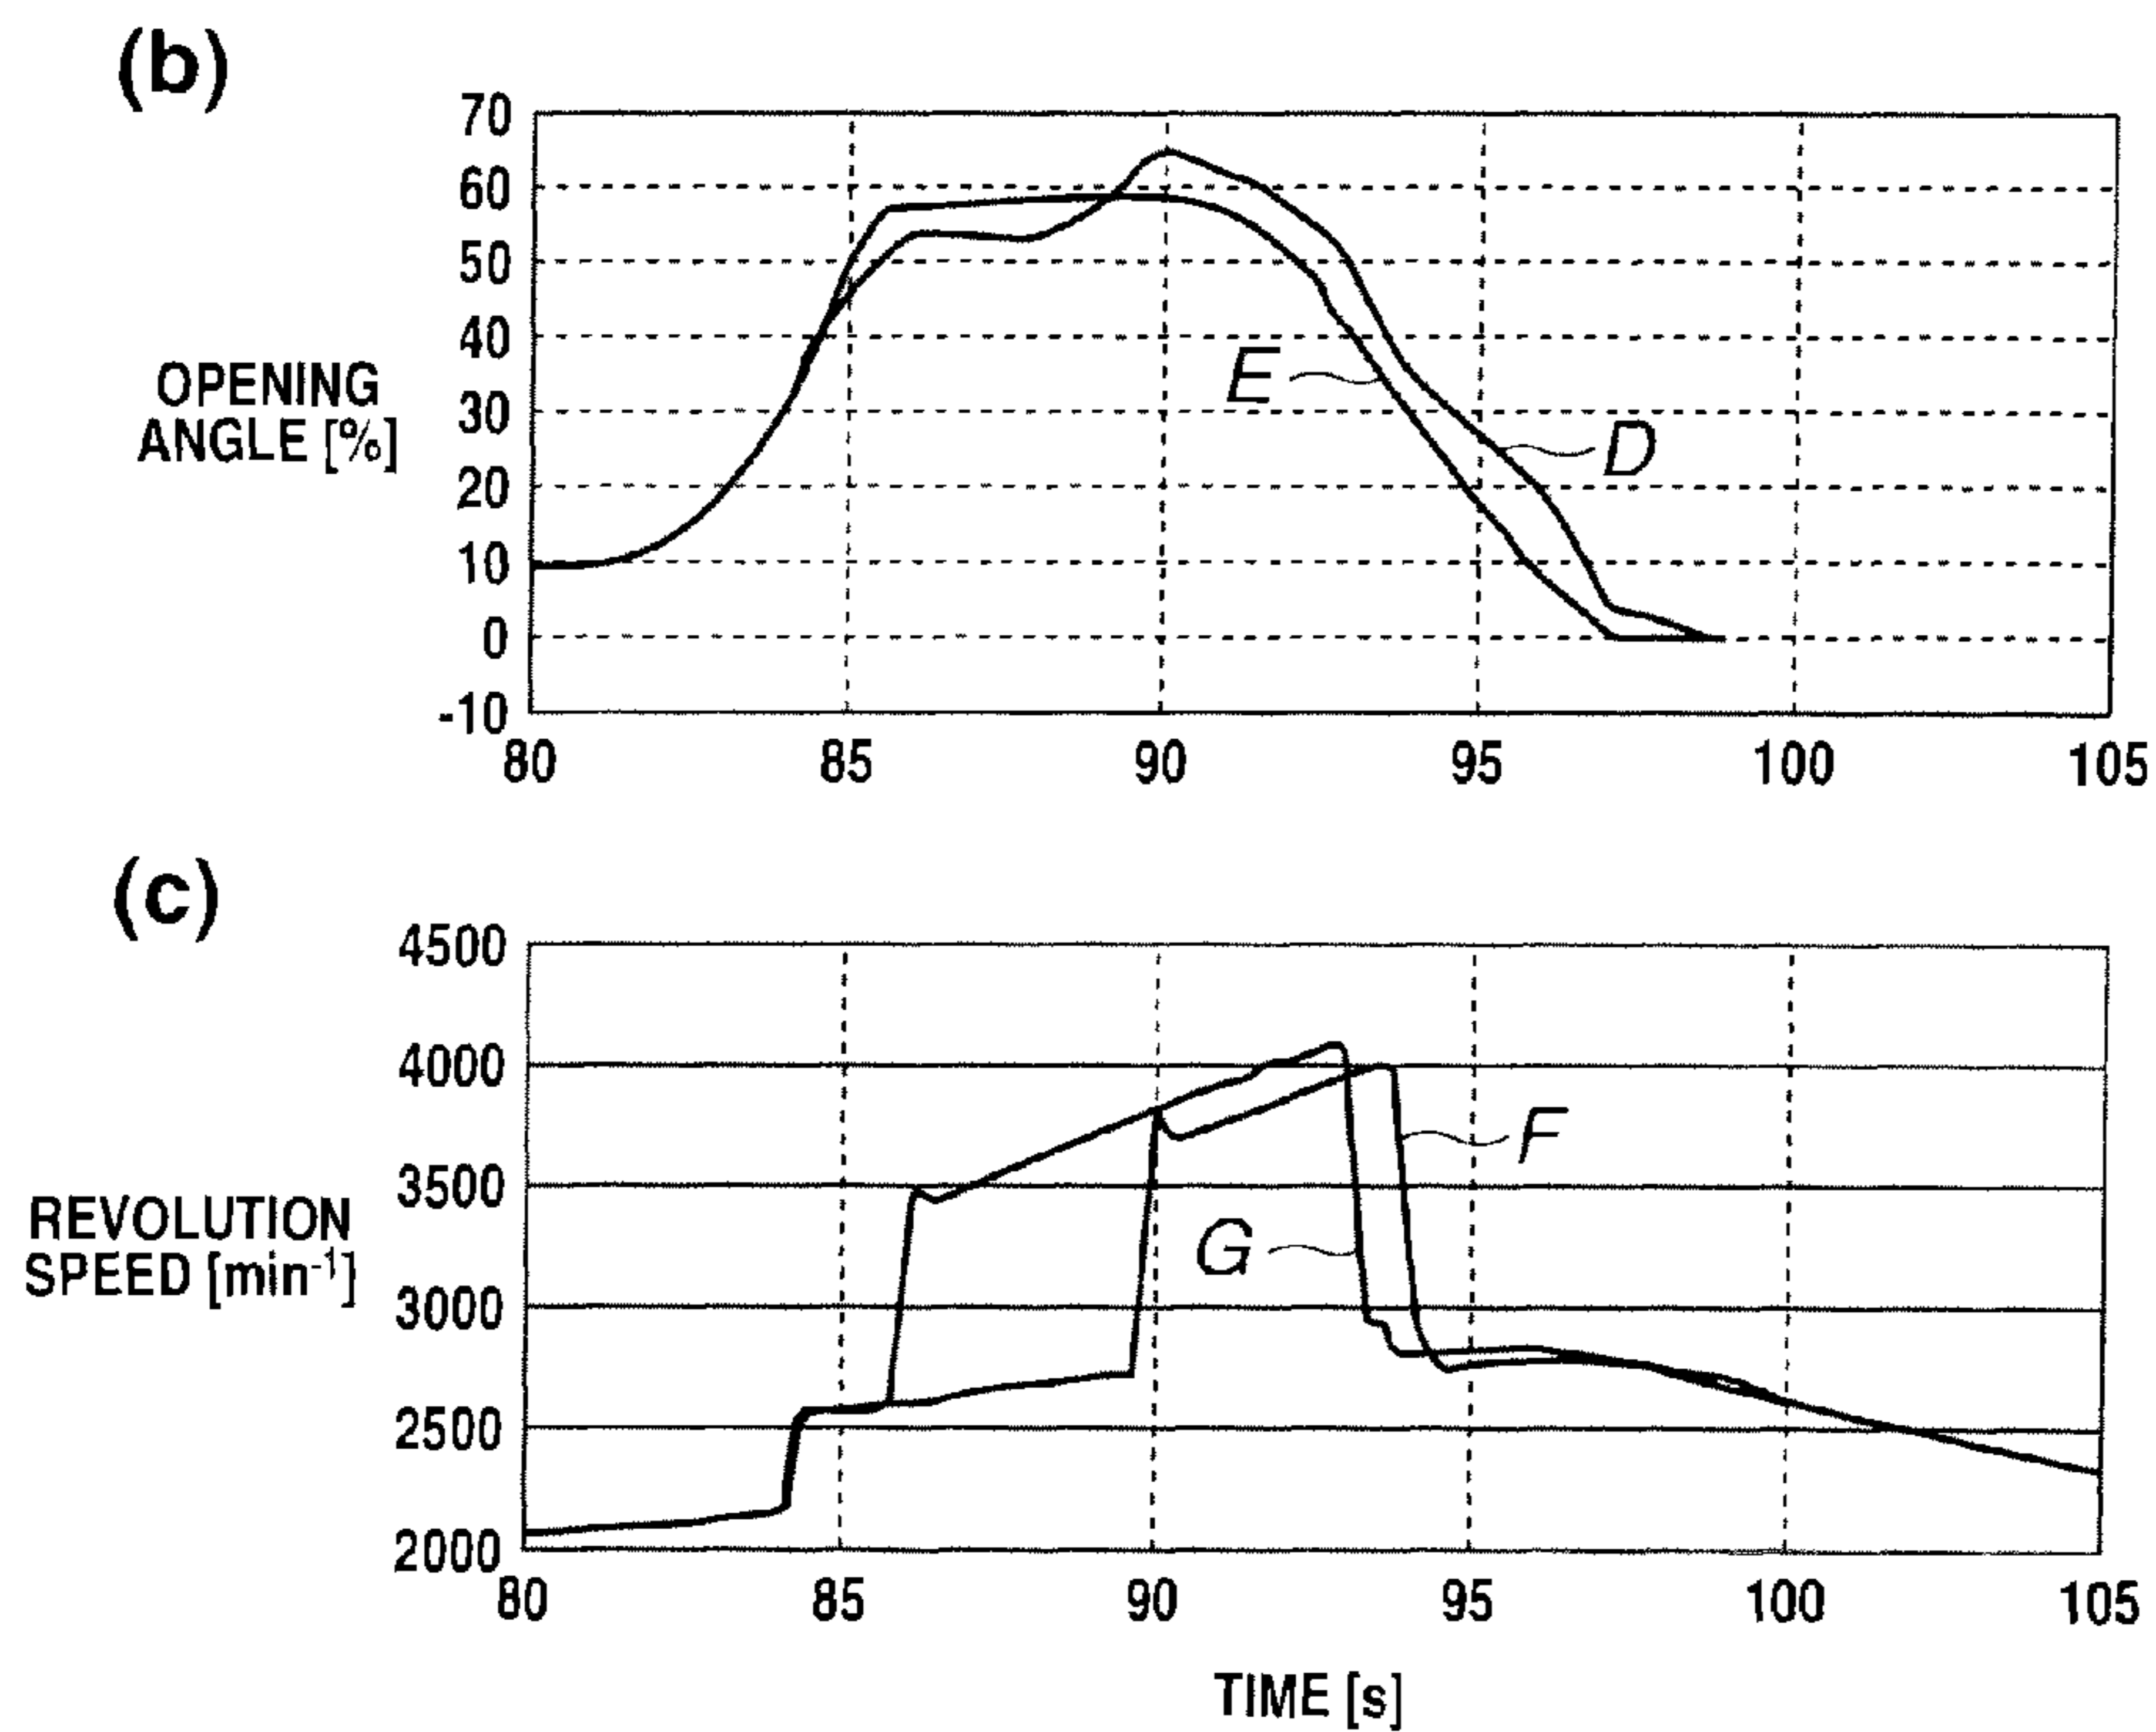 (b)
70
60
50
40
30
20
10
0
-10
OPENING
ANGLE [%]
E
D
80 85 90 95 100 105
(c)
4500
4000
3500
3000
2500
2000
REVOLUTION
SPEED [min⁻¹]
F
G
80 85 90 95 100 105
TIME [s]